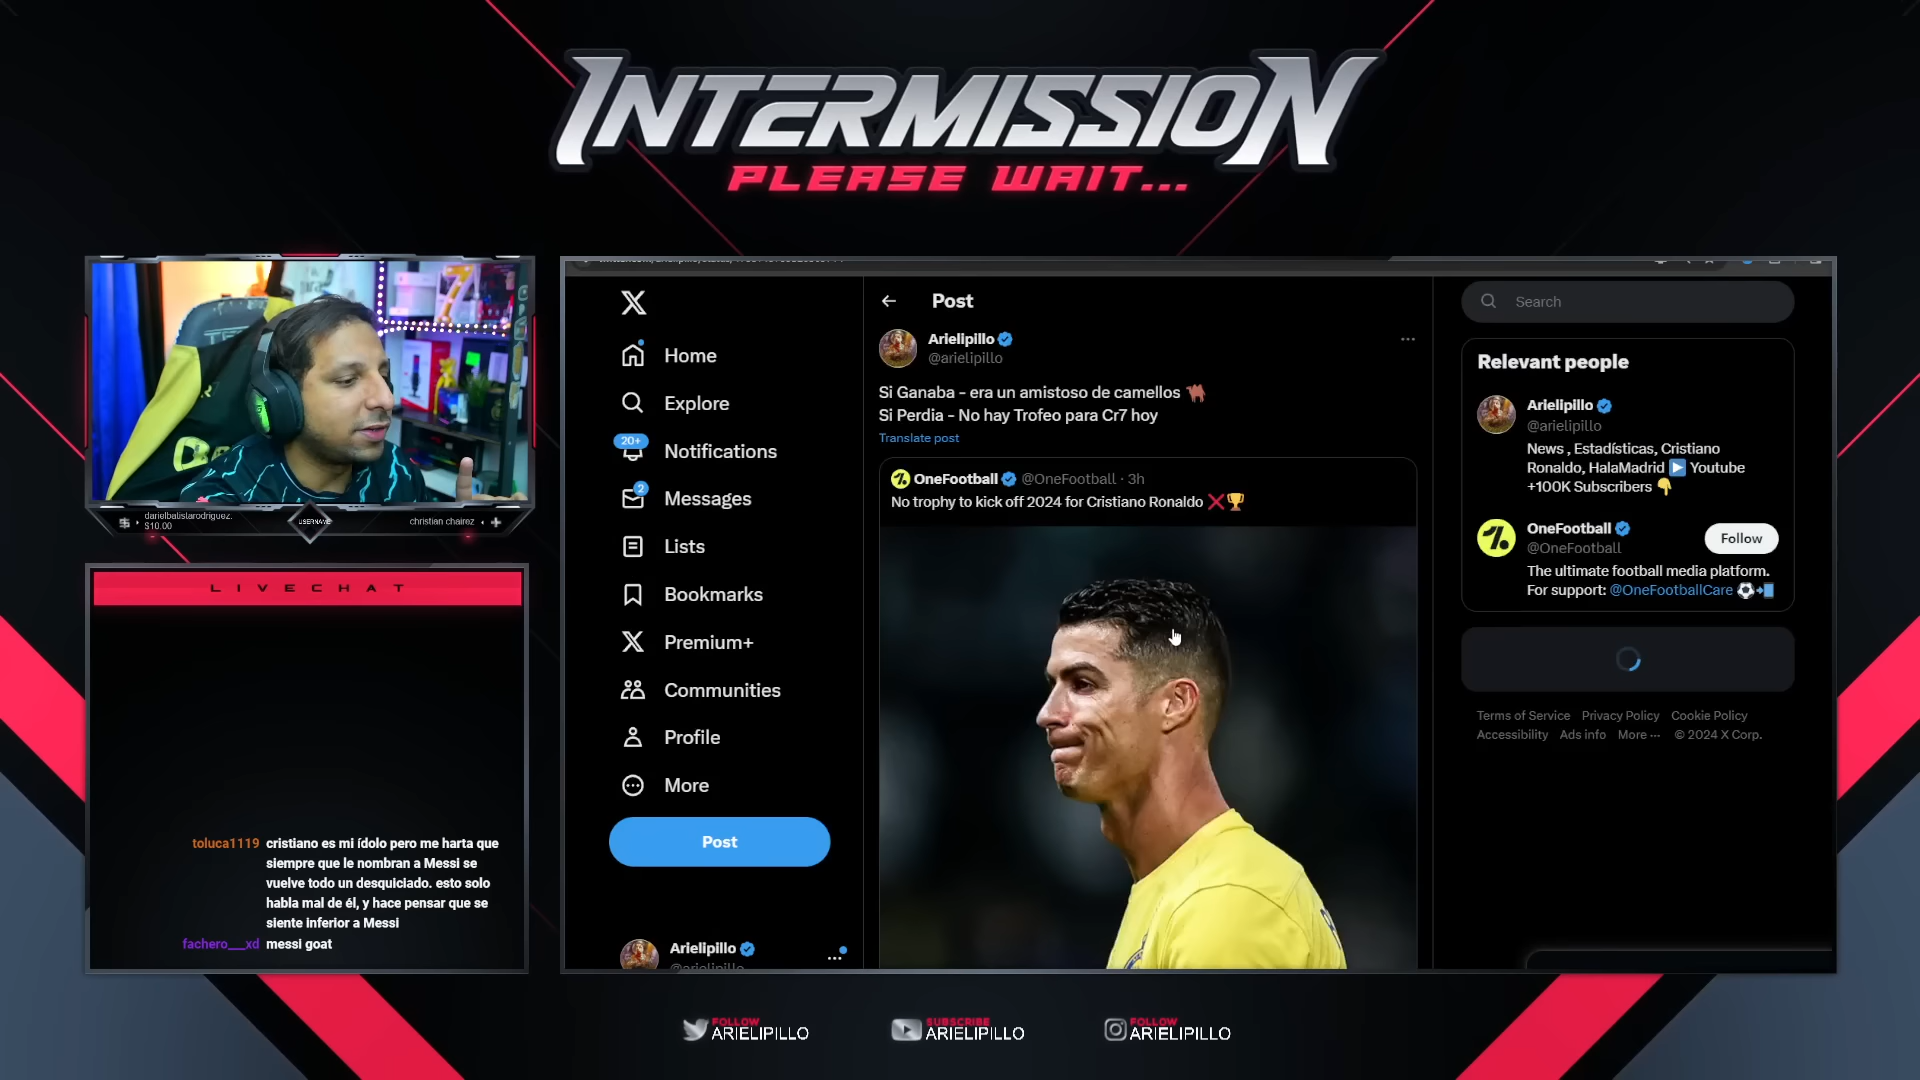 INTERMISSION
PLEASE WAIT...
darielbatistarodriguez:
$10.00
USERNAME
christian chairez
LIVECHAT
toluca1119 cristiano es mi ídolo pero me harta que
siempre que le nombran a Messi se
vuelve todo un desquiciado. esto solo
habla mal de él, y hace pensar que se
siente inferior a Messi
fachero___xd messi goat
Home
Explore
20+
Notifications
2
Messages
Lists
Bookmarks
Premium+
Communities
Profile
More
Post
Arielipillo
@arielipillo
Post
Arielipillo
@arielipillo
Si Ganaba - era un amistoso de camellos 🐫
Si Perdia - No hay Trofeo para Cr7 hoy
Translate post
OneFootball @OneFootball · 3h
No trophy to kick off 2024 for Cristiano Ronaldo ❌🏆
Search
Relevant people
Arielipillo
@arielipillo
News , Estadísticas, Cristiano
Ronaldo, HalaMadrid ▶️ Youtube
+100K Subscribers 👇
OneFootball
@OneFootball
Follow
The ultimate football media platform.
For support: @OneFootballCare ⚽📲
Terms of Service Privacy Policy Cookie Policy
Accessibility Ads info More ··· © 2024 X Corp.
FOLLOW
ARIELIPILLO
SUBSCRIBE
ARIELIPILLO
FOLLOW
ARIELIPILLO